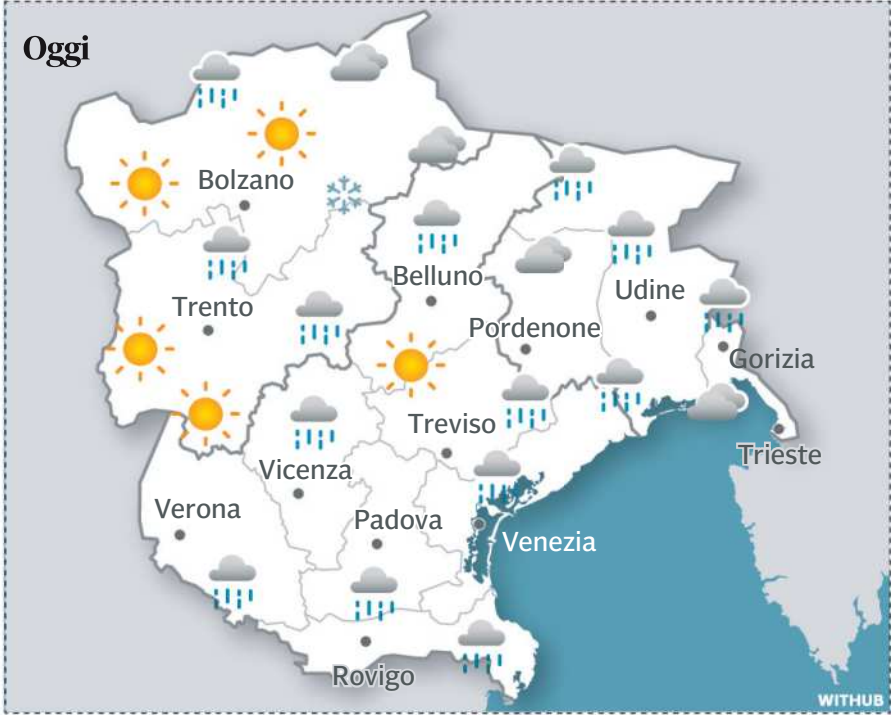 Oggi
Bolzano
Trento
Belluno
Udine
Pordenone
Gorizia
Treviso
Trieste
Vicenza
Verona
Padova
Venezia
Rovigo
WITHUB